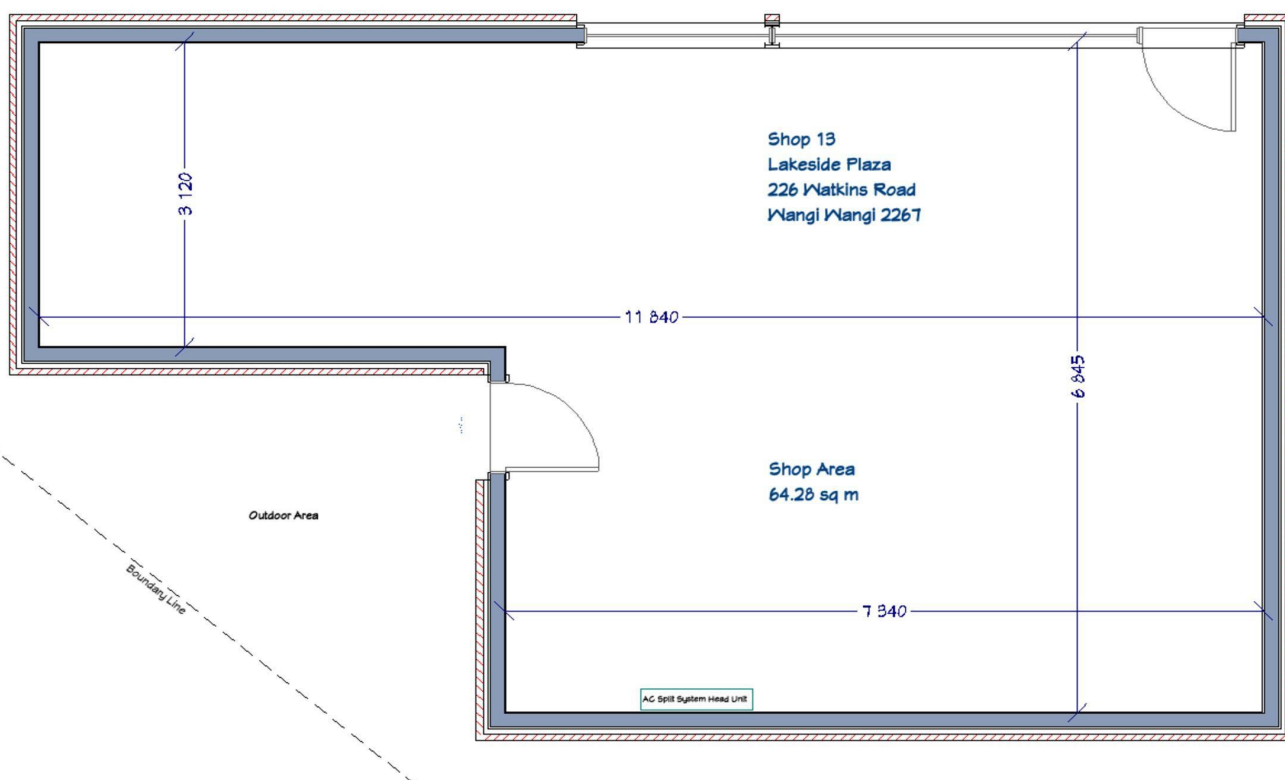 Shop 13
Lakeside Plaza
226 Watkins Road
Wangi Wangi 2267
3 120
11 840
6 845
Shop Area
64.28 sq m
Outdoor Area
Boundary Line
7 340
AC Split System Head Unit